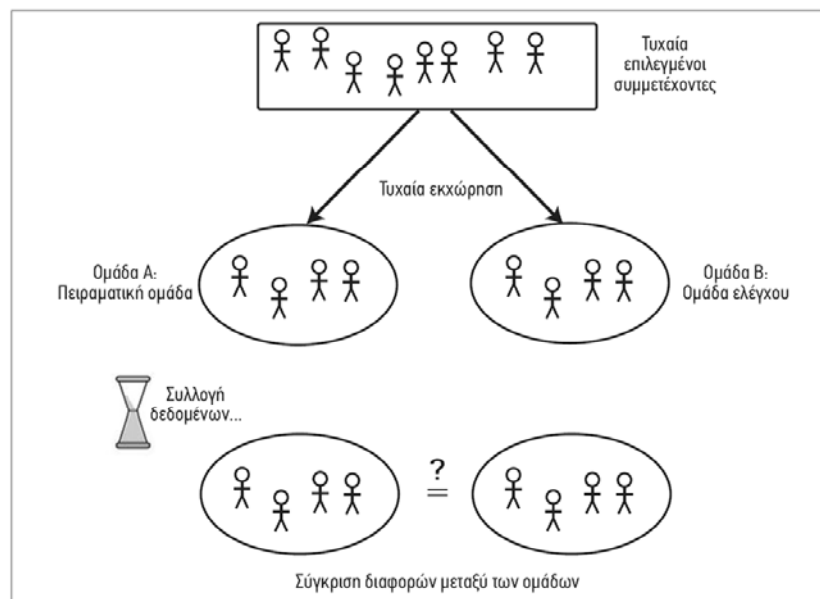 Τυχαία
επιλεγμένοι
συμμετέχοντες
Τυχαία εκχώρηση
Ομάδα Α:
Πειραματική ομάδα
Ομάδα Β:
Ομάδα ελέγχου
Συλλογή
δεδομένων...
?
=
Σύγκριση διαφορών μεταξύ των ομάδων